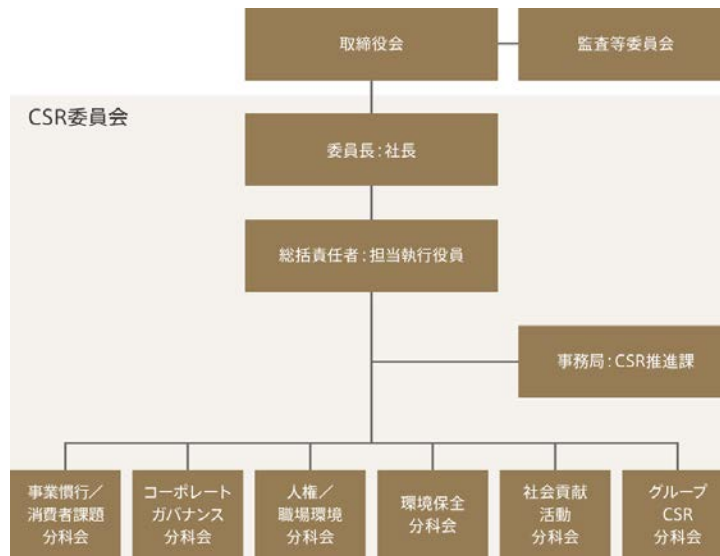 取締役会
監査等委員会
CSR委員会
委員長:社長
総括責任者:担当執行役員
事務局:CSR推進課
事業慣行／
消費者課題
分科会
コーポレート
ガバナンス
分科会
人権／
職場環境
分科会
環境保全
分科会
社会貢献
活動
分科会
グループ
CSR
分科会